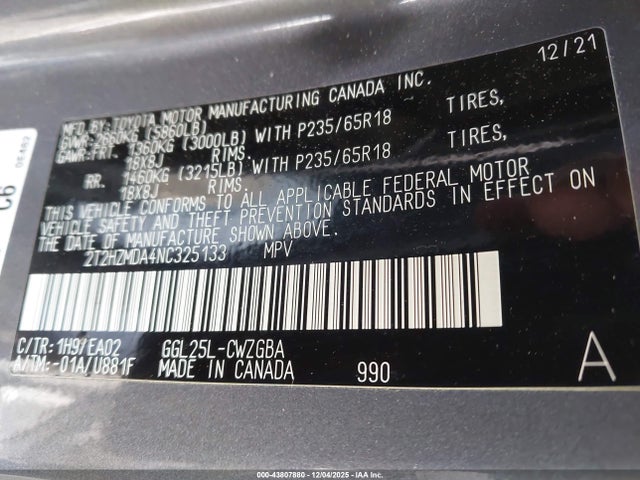 12/21
MFD.BY:TOYOTA MOTOR MANUFACTURING CANADA INC.
GVWR:2660KG (5860LB)
GAWR:FRT. 1360KG (3000LB) WITH P235/65R18 TIRES,
18X8J RIMS.
RR. 1460KG (3215LB) WITH P235/65R18 TIRES,
18X8J RIMS.
THIS VEHICLE CONFORMS TO ALL APPLICABLE FEDERAL MOTOR
VEHICLE SAFETY AND THEFT PREVENTION STANDARDS IN EFFECT ON
THE DATE OF MANUFACTURE SHOWN ABOVE.
2T2HZMDA4NC325133 MPV
C/TR: 1H9/EA02 GGL25L-CWZGBA
A/TM:-01A/U881F MADE IN CANADA 990
A
000-43807880 - 12/04/2025 - IAA Inc.